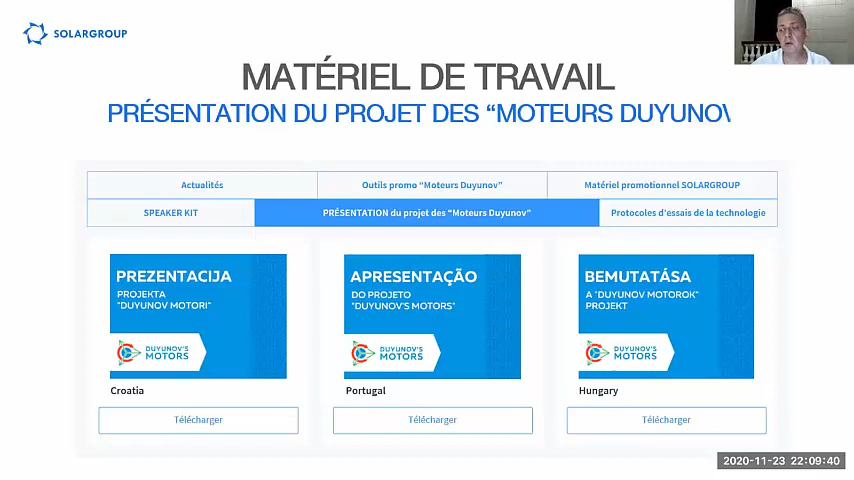 SOLARGROUP
MATÉRIEL DE TRAVAIL
PRÉSENTATION DU PROJET DES “MOTEURS DUYUNO\
Actualités
Outils promo “Moteurs Duyunov”
Matériel promotionnel SOLARGROUP
SPEAKER KIT
PRÉSENTATION du projet des “Moteurs Duyunov”
Protocoles d’essais de la technologie
PREZENTACIJA
PROJEKTA
"DUYUNOV MOTORI"
DUYUNOV'S
MOTORS
Croatia
Télécharger
APRESENTAÇÃO
DO PROJETO
"DUYUNOV'S MOTORS"
DUYUNOV'S
MOTORS
Portugal
Télécharger
BEMUTATÁSA
A "DUYUNOV MOTOROK"
PROJEKT
DUYUNOV'S
MOTORS
Hungary
Télécharger
2020-11-23 22:09:40